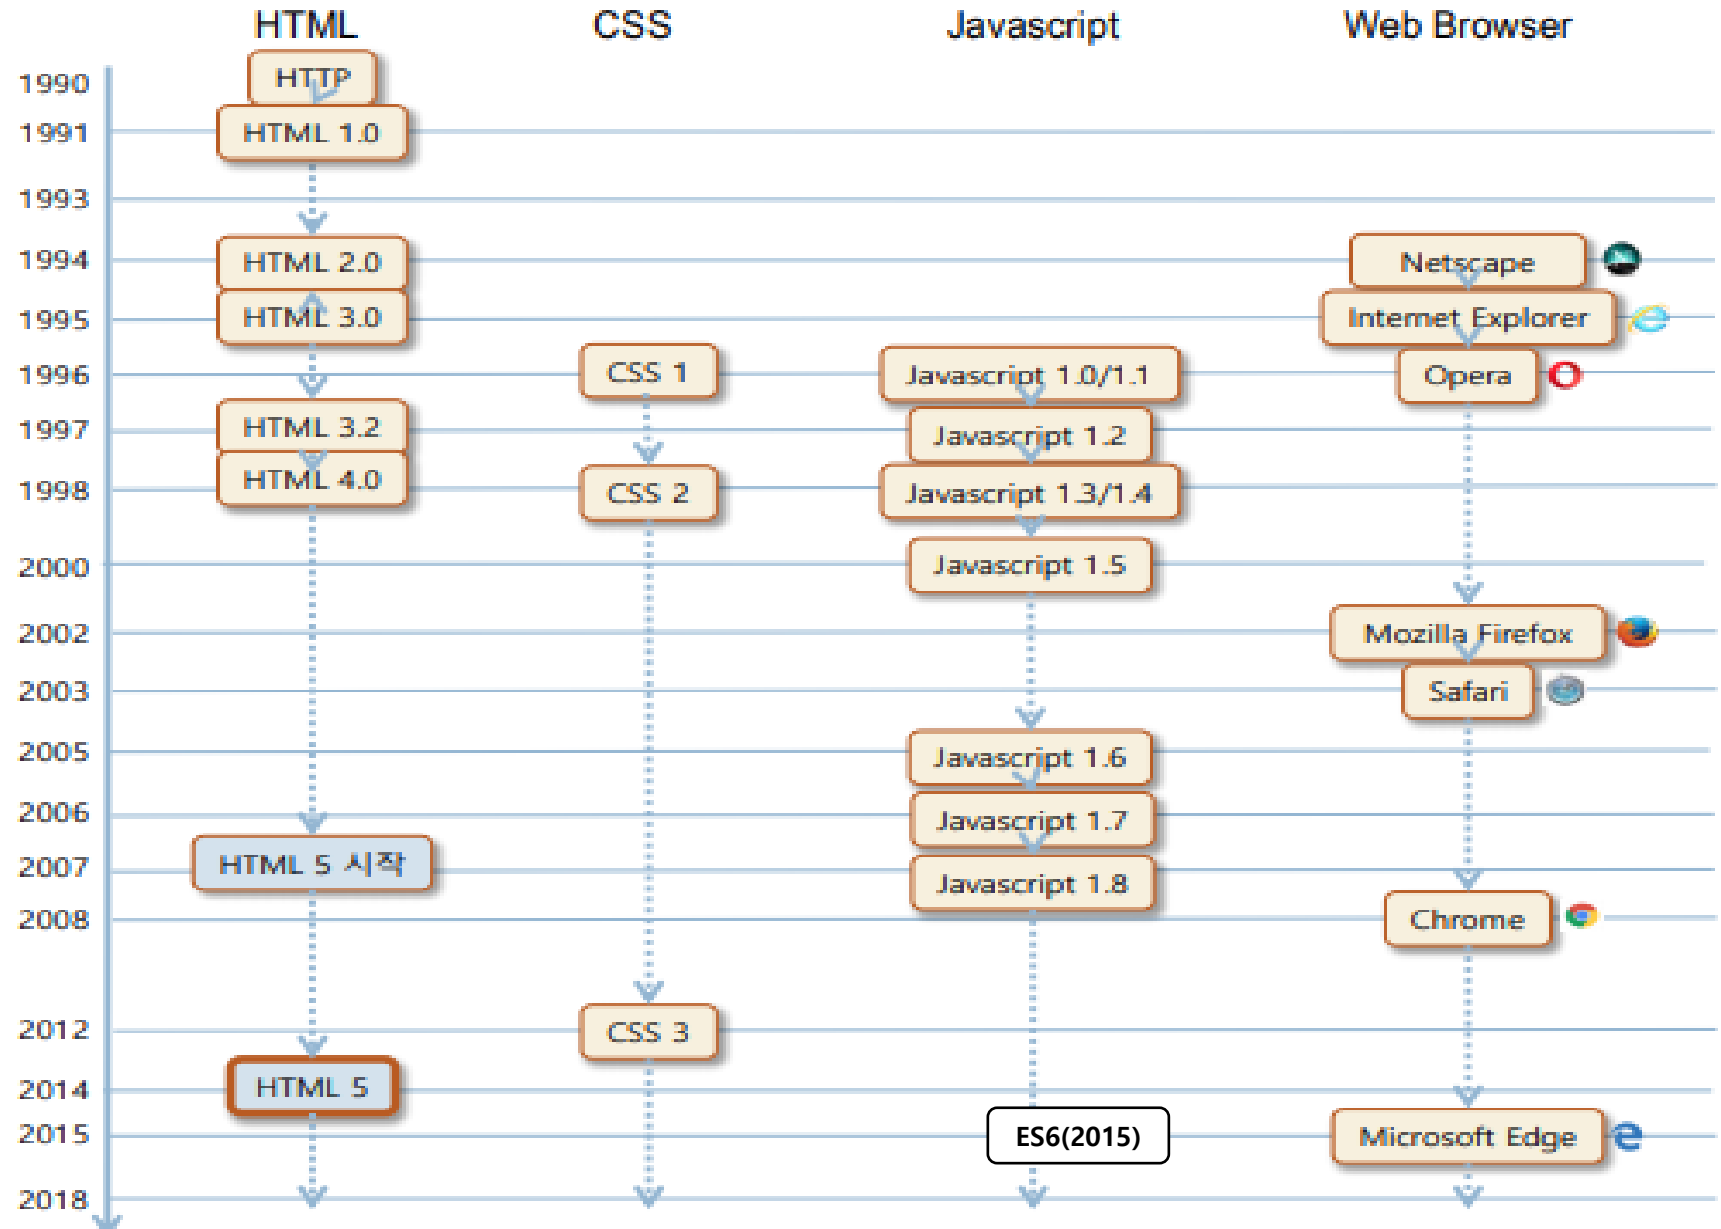 HTML CSS Javascript Web Browser
1990 HTTP
1991 HTML 1.0
1993
1994 HTML 2.0 Netscape
1995 HTML 3.0 Internet Explorer
1996 CSS 1 Javascript 1.0/1.1 Opera
1997 HTML 3.2 Javascript 1.2
1998 HTML 4.0 CSS 2 Javascript 1.3/1.4
2000 Javascript 1.5
2002 Mozilla Firefox
2003 Safari
2005 Javascript 1.6
2006 Javascript 1.7
2007 HTML 5 시작 Javascript 1.8
2008 Chrome
2012 CSS 3
2014 HTML 5
2015 ES6(2015) Microsoft Edge
2018